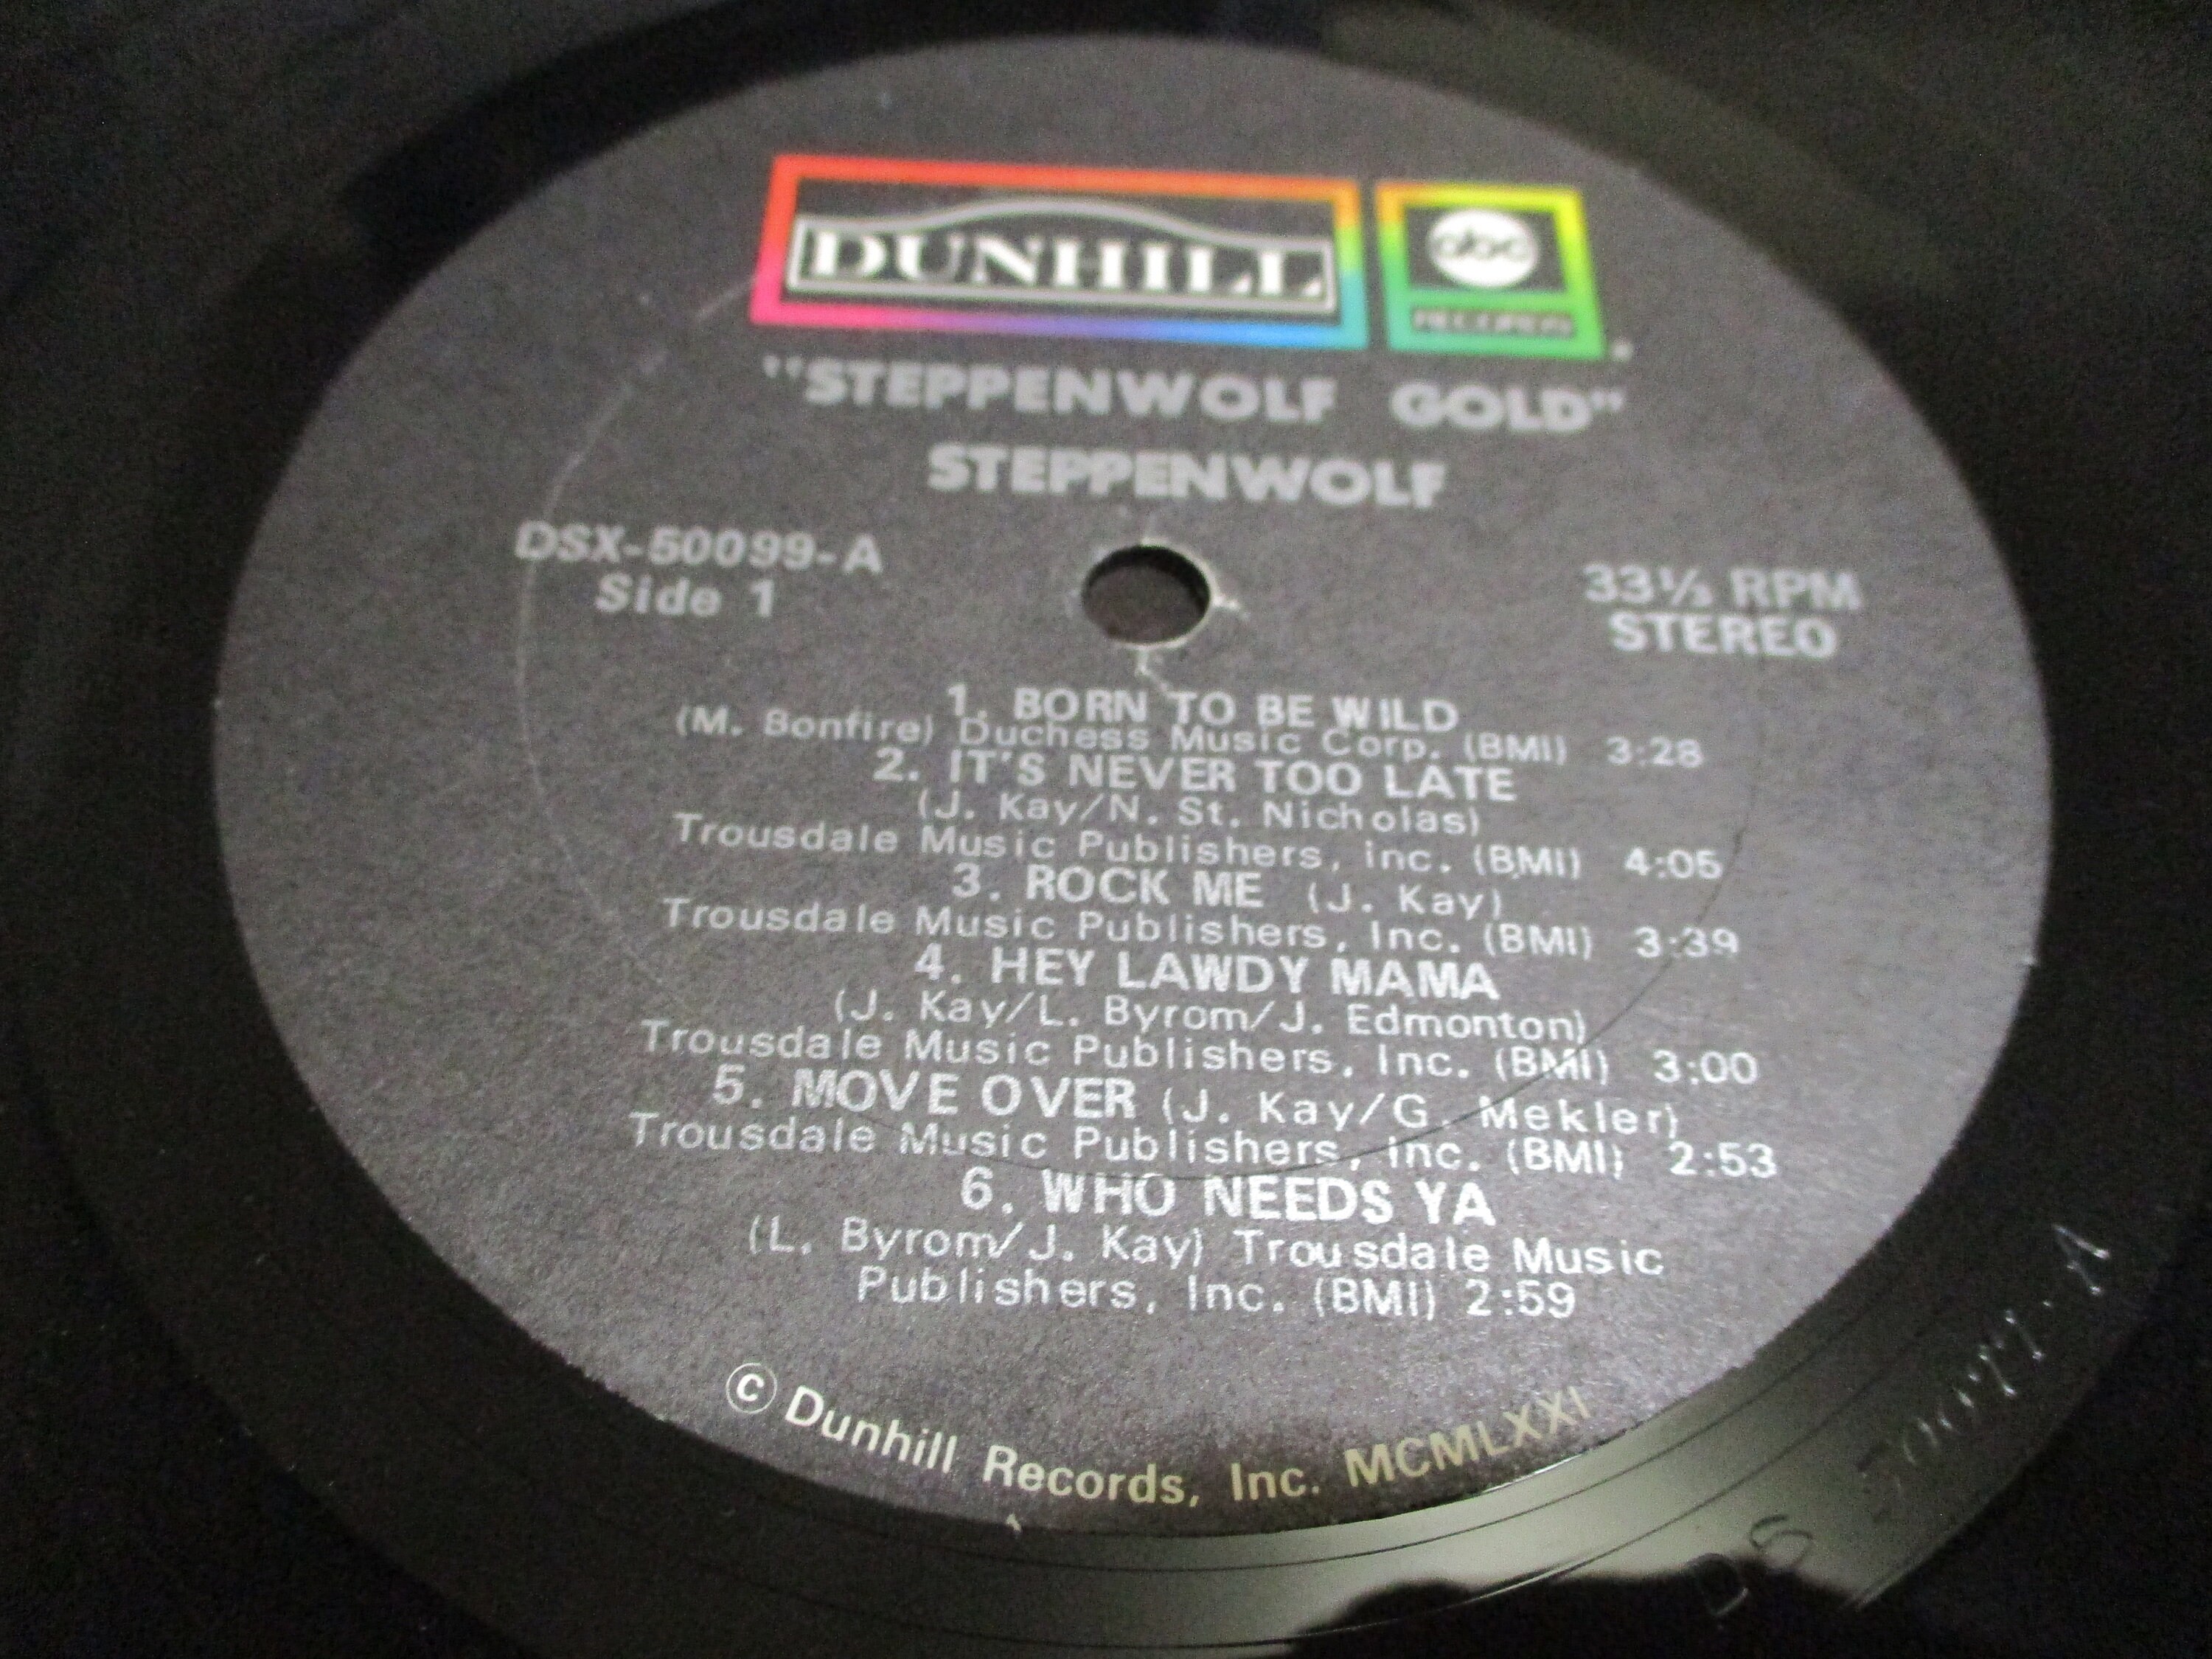 DUNHILL
abc
RECORDS
"STEPPENWOLF GOLD"
STEPPENWOLF
DSX-50099-A
Side 1
33⅓ RPM
STEREO
1. BORN TO BE WILD
(M. Bonfire) Duchess Music Corp. (BMI) 3:28
2. IT'S NEVER TOO LATE
(J. Kay/N. St. Nicholas)
Trousdale Music Publishers, inc. (BMI) 4:05
3. ROCK ME (J. Kay)
Trousdale Music Publishers, Inc. (BMI) 3:39
4. HEY LAWDY MAMA
(J. Kay/L. Byrom/J. Edmonton)
Trousdale Music Publishers, Inc. (BMI) 3:00
5. MOVE OVER (J. Kay/G. Mekler)
Trousdale Music Publishers, Inc. (BMI) 2:53
6. WHO NEEDS YA
(L. Byrom/J. Kay) Trousdale Music
Publishers, Inc. (BMI) 2:59
© Dunhill Records, Inc. MCMLXXI
DS